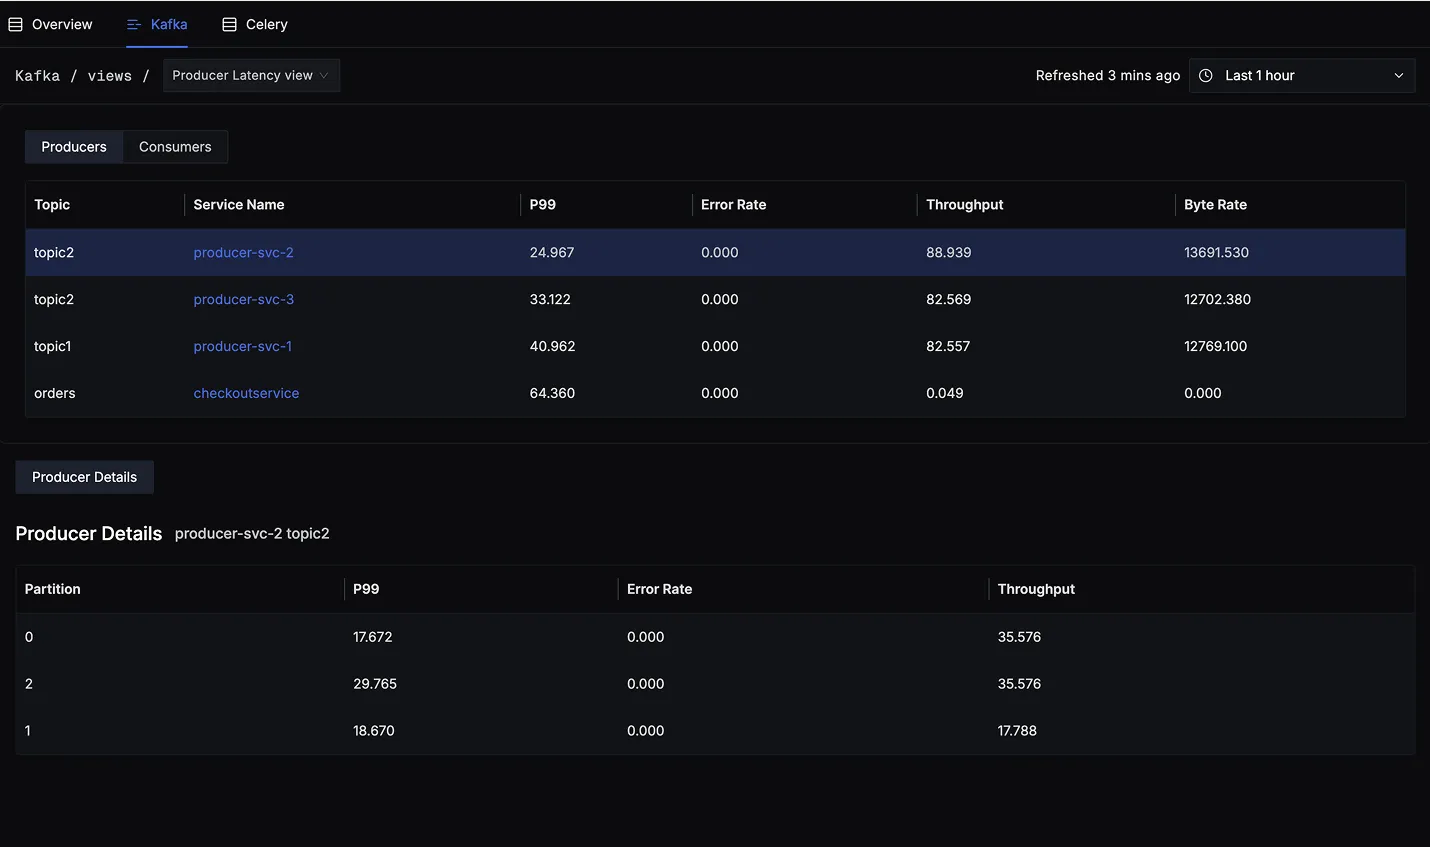 Overview Kafka Celery
Kafka / views / Producer Latency view Refreshed 3 mins ago Last 1 hour
Producers Consumers
Topic Service Name P99 Error Rate Throughput Byte Rate
topic2 producer-svc-2 24.967 0.000 88.939 13691.530
topic2 producer-svc-3 33.122 0.000 82.569 12702.380
topic1 producer-svc-1 40.962 0.000 82.557 12769.100
orders checkoutservice 64.360 0.000 0.049 0.000
Producer Details
Producer Details producer-svc-2 topic2
Partition P99 Error Rate Throughput
0 17.672 0.000 35.576
2 29.765 0.000 35.576
1 18.670 0.000 17.788